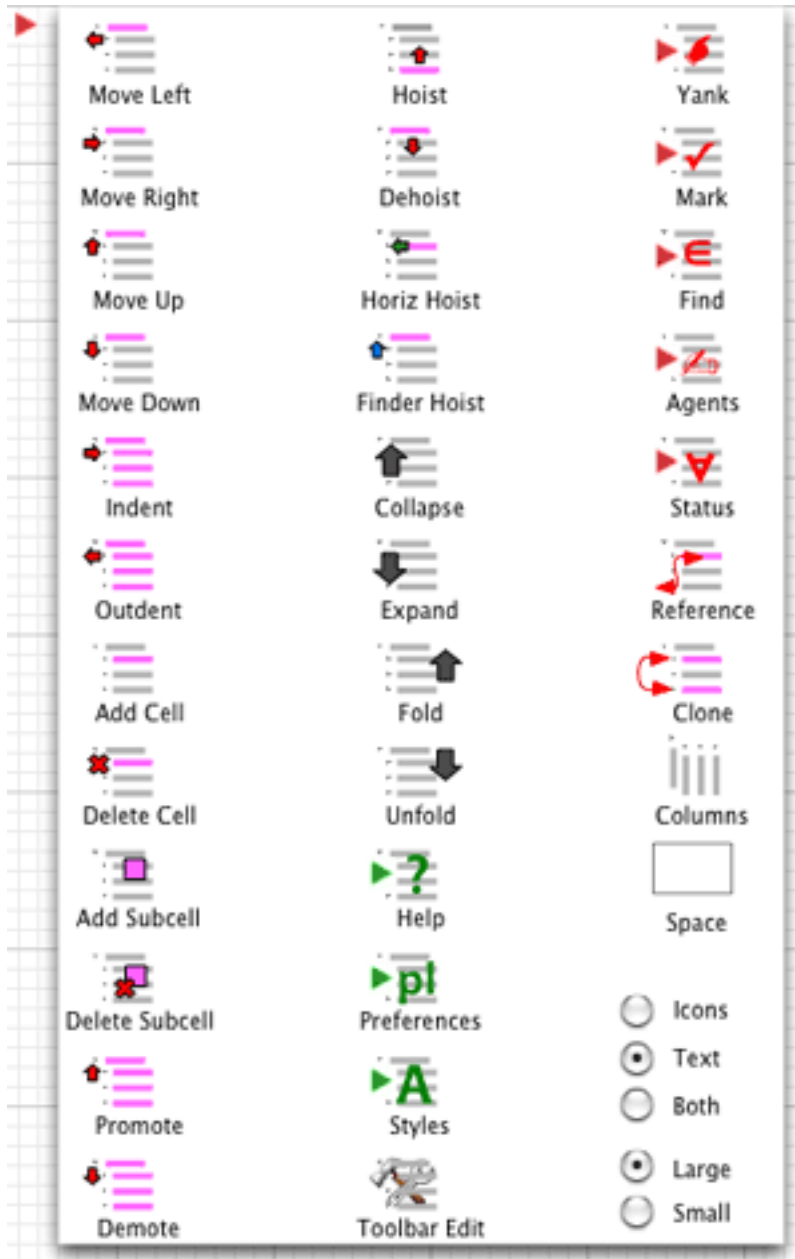 Move Left
Hoist
Yank
Move Right
Dehoist
Mark
Move Up
Horiz Hoist
Find
Move Down
Finder Hoist
Agents
Indent
Collapse
Status
Outdent
Expand
Reference
Add Cell
Fold
Clone
Delete Cell
Unfold
Columns
Add Subcell
?
Help
Space
Delete Subcell
pl
Preferences
Icons
Text
Promote
A
Styles
Both
Large
Demote
Toolbar Edit
Small